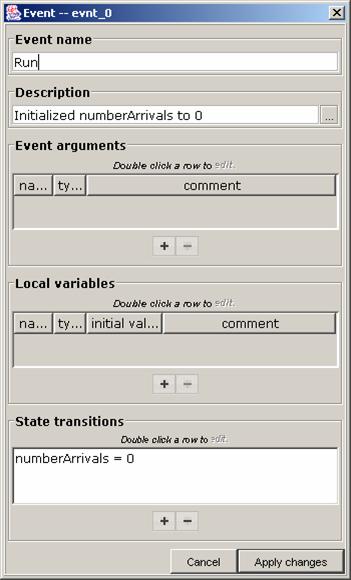 Event -- evnt_0
Event name
Run
Description
Initialized numberArrivals to 0
...
Event arguments
Double click a row to edit.
na... ty... comment
+ −
Local variables
Double click a row to edit.
na... ty... initial val... comment
+ −
State transitions
Double click a row to edit.
numberArrivals = 0
+ −
Cancel Apply changes